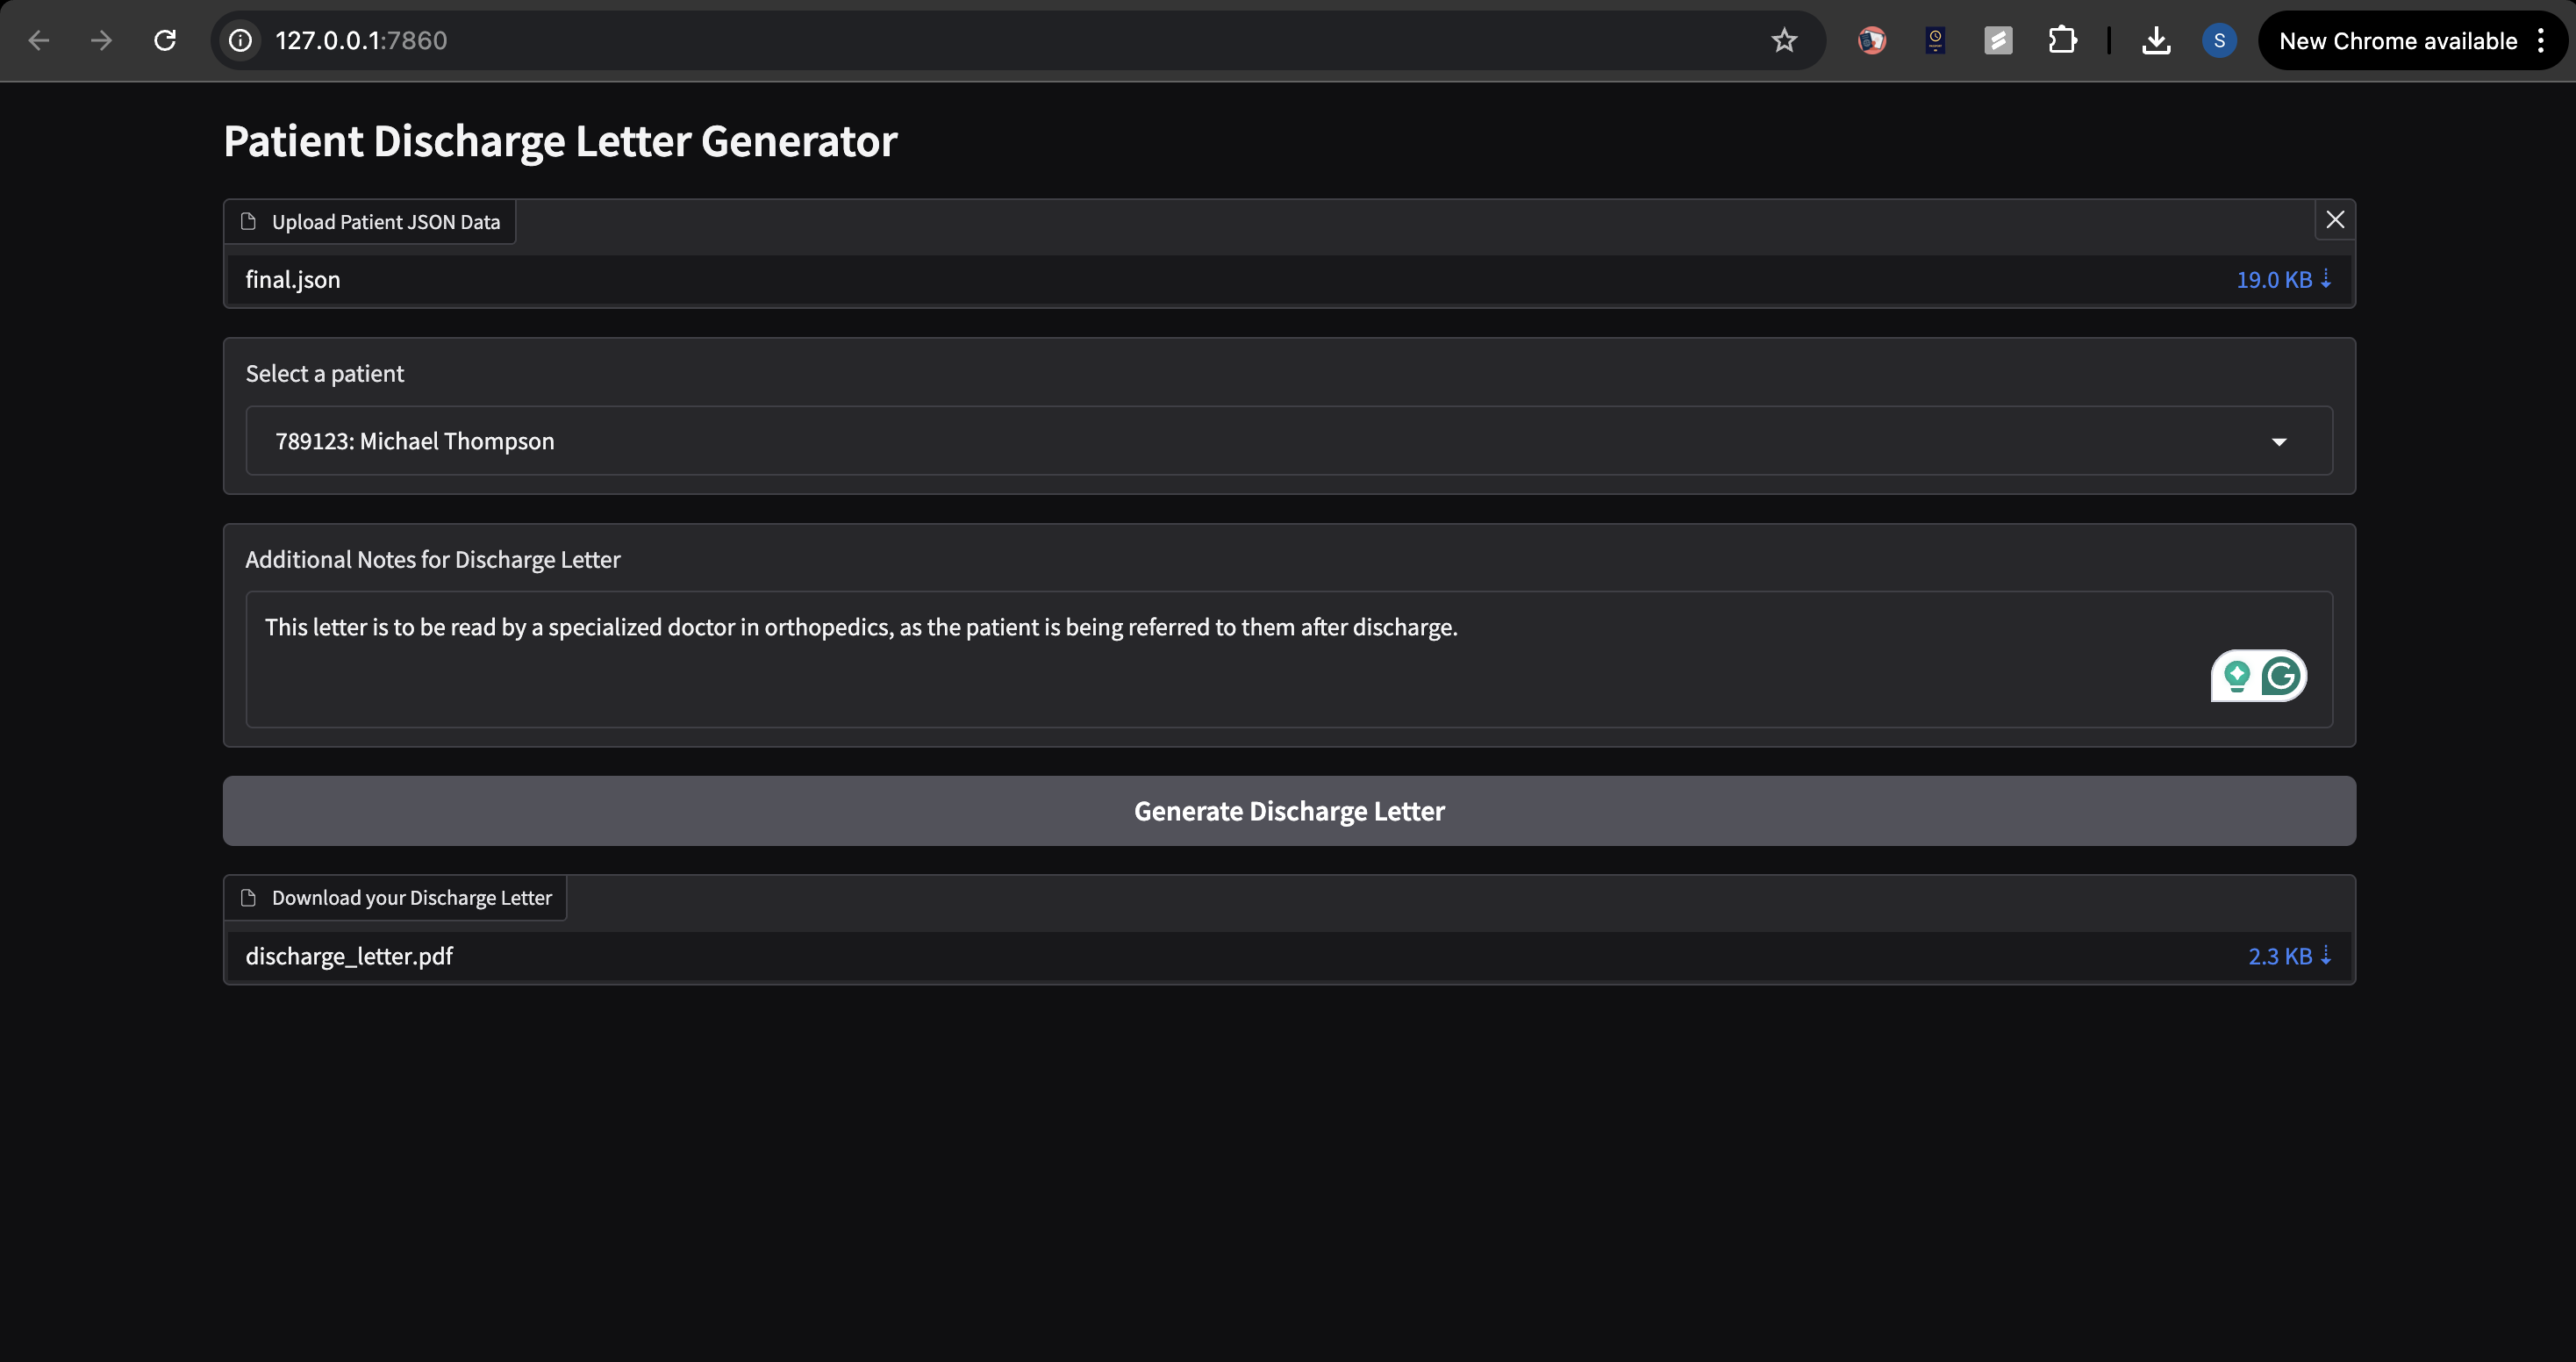 127.0.0.1:7860
S
New Chrome available
Patient Discharge Letter Generator
Upload Patient JSON Data
final.json
19.0 KB ⇣
Select a patient
789123: Michael Thompson
Additional Notes for Discharge Letter
This letter is to be read by a specialized doctor in orthopedics, as the patient is being referred to them after discharge.
Generate Discharge Letter
Download your Discharge Letter
discharge_letter.pdf
2.3 KB ⇣